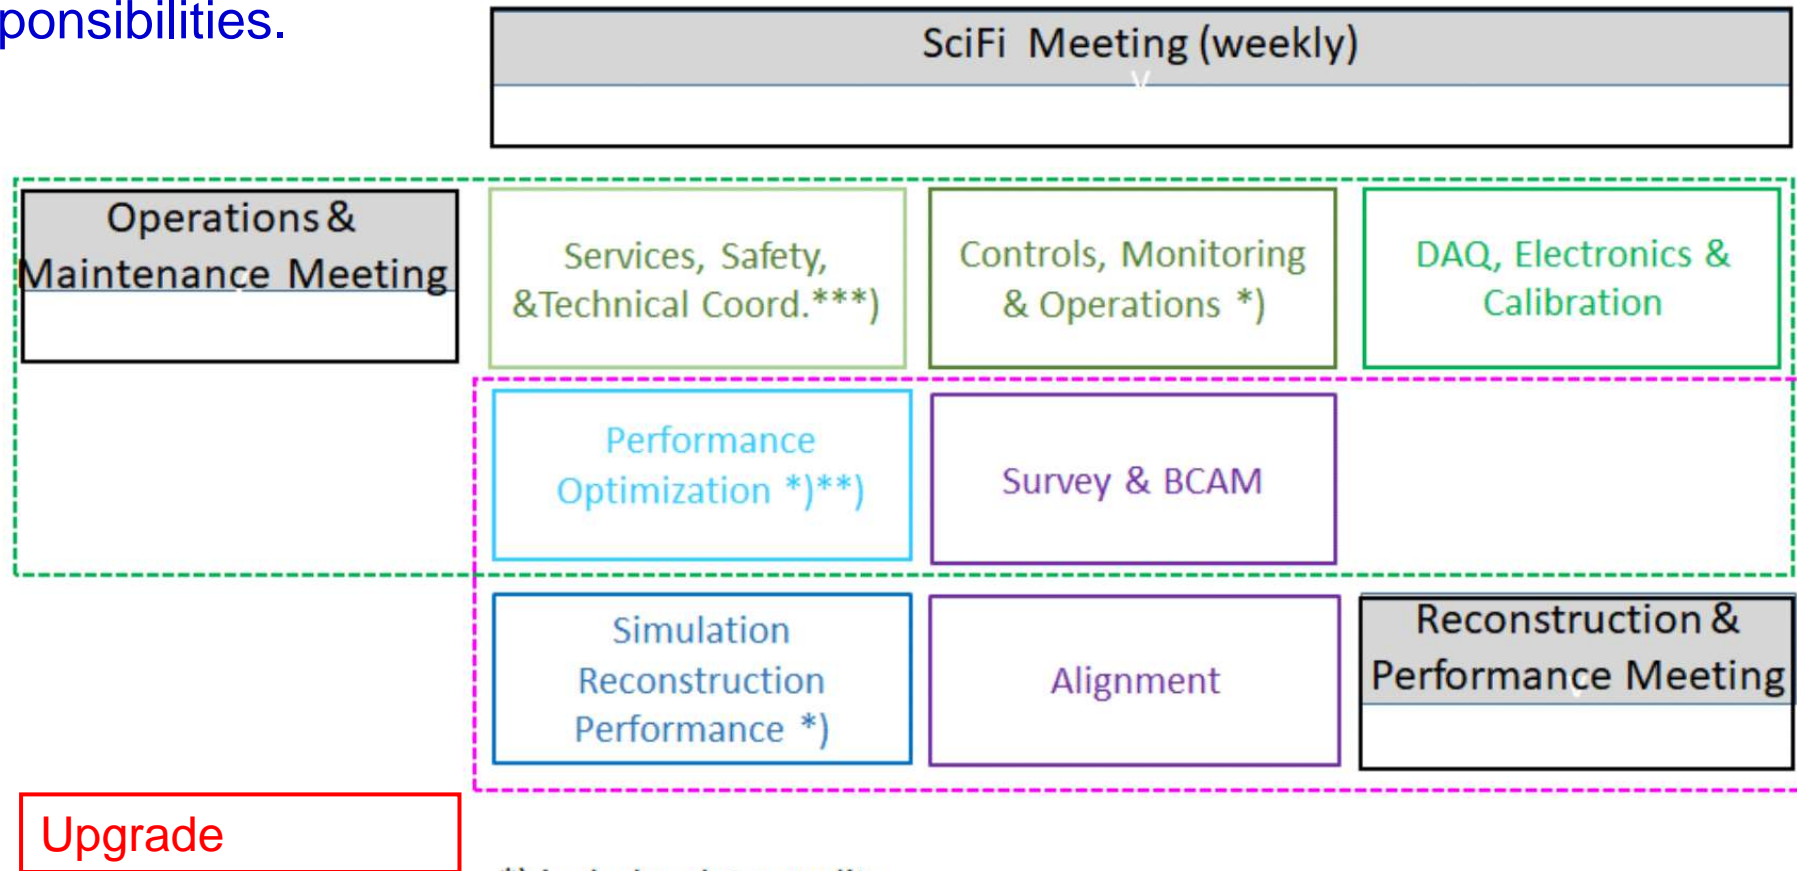 ponsibilities.
SciFi Meeting (weekly)
Operations &
Maintenance Meeting
Services, Safety,
&Technical Coord.***)
Controls, Monitoring
& Operations *)
DAQ, Electronics &
Calibration
Performance
Optimization *)**)
Survey & BCAM
Simulation
Reconstruction
Performance *)
Alignment
Reconstruction &
Performance Meeting
Upgrade